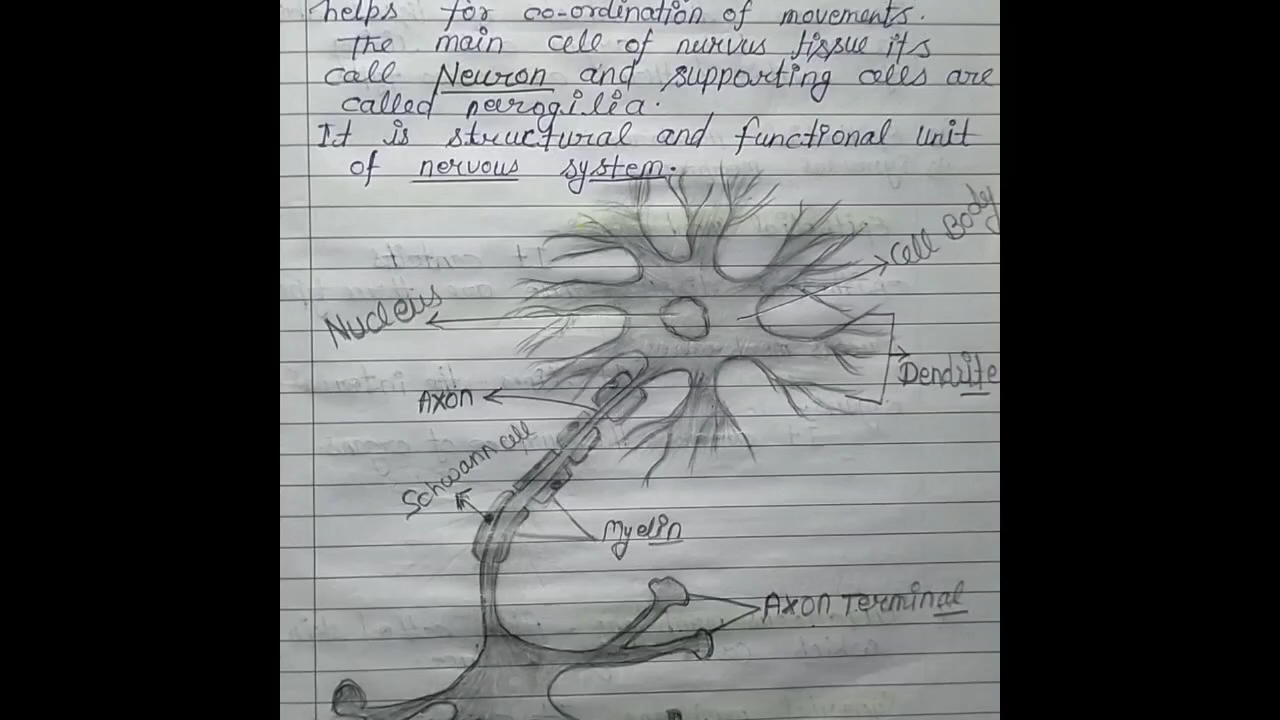 helps for co-ordination of movements.
The main cell of nurvus tissue its
call Neuron and supporting cells are
called neerogilia.
It is structural and functional unit
of nervous system.
Cell Body
Nucleus
Dendrite
Axon
Schwann cell
Myelin
Axon Terminal